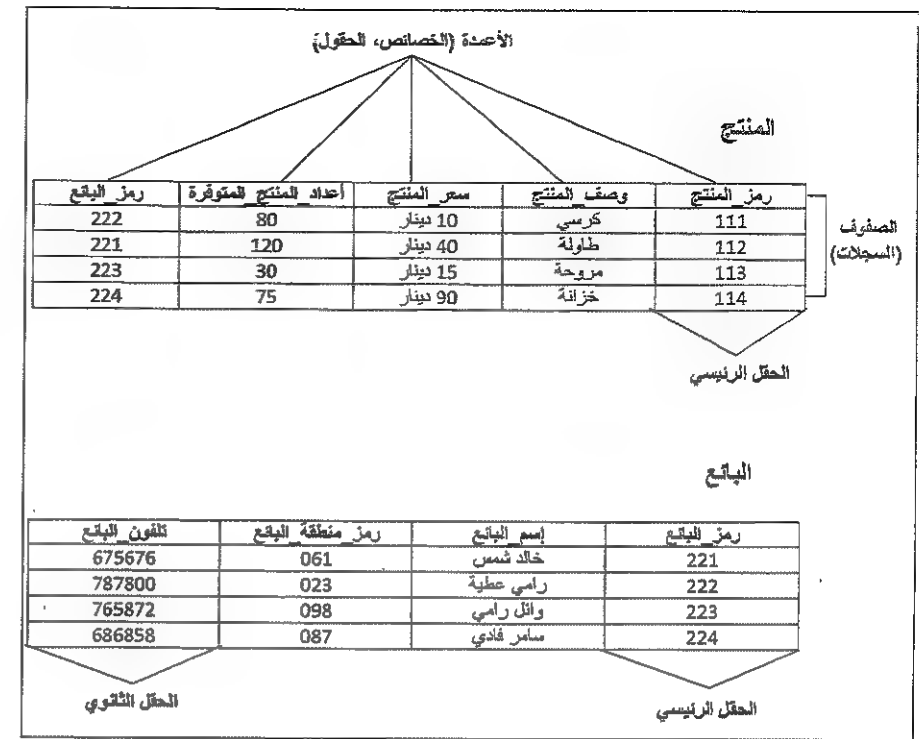 الأعمدة (الخصائص، الحقول)
المنتج
رمز_المنتج وصف_المنتج سعر_المنتج أعداد_المنتج_المتوفرة رمز_البائع
111 كرسي 10 دينار 80 222
112 طاولة 40 دينار 120 221
113 مروحة 15 دينار 30 223
114 خزانة 90 دينار 75 224
الصفوف
(السجلات)
الحقل الرئيسي
البائع
رمز_البائع إسم_البائع رمز_منطقة_البائع تلفون_البائع
221 خالد شمس 061 675676
222 رامي عطية 023 787800
223 وائل رامي 098 765872
224 سامر فادي 087 686858
الحقل الثانوي
الحقل الرئيسي